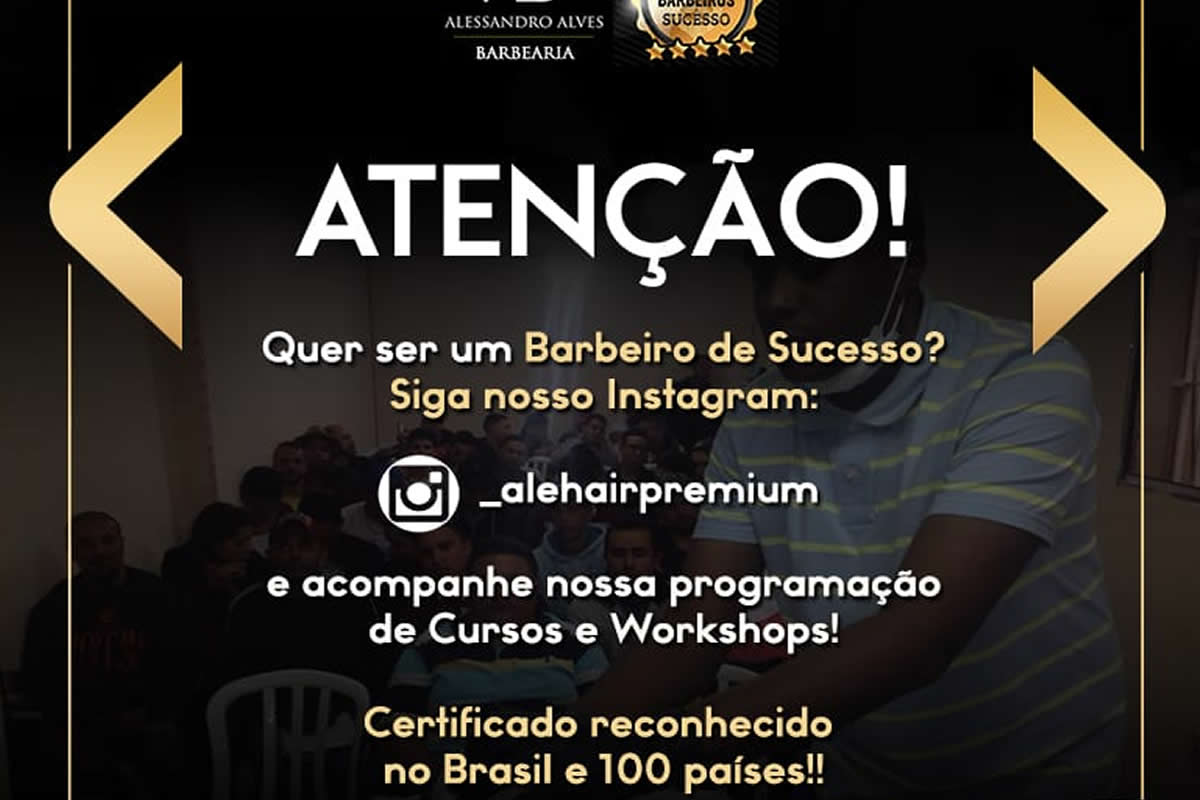 ALESSANDRO ALVES
BARBEARIA
BARBEIROS
SUCESSO
ATENÇÃO!
Quer ser um Barbeiro de Sucesso?
Siga nosso Instagram:
_alehairpremium
e acompanhe nossa programação
de Cursos e Workshops!
Certificado reconhecido
no Brasil e 100 países!!